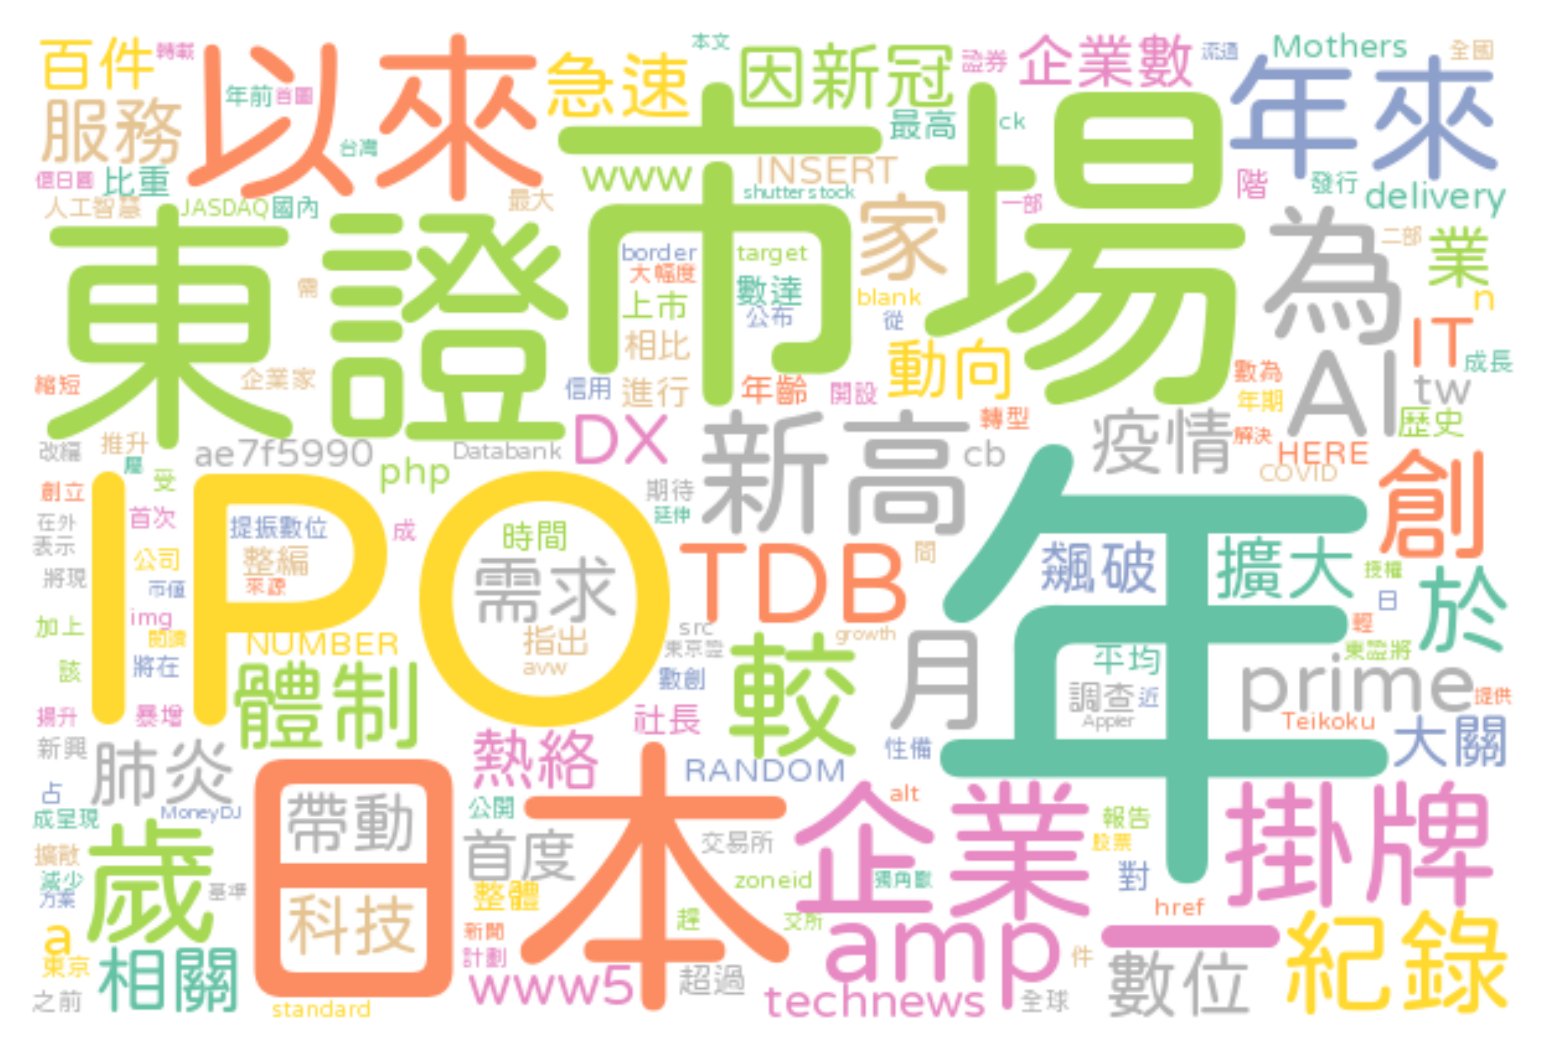 百件
轉載
以來
急速
本文
因新冠
證券
企業數
流通
Mothers
全國
服務
年前
首圖
台灣
最高
ck
年來
www
INSERT
shutterstock
比重
人工智慧
JASDAQ
國內
最大
一部
階
發行
delivery
東證
市場
家
為
二部
業
n
需
border
target
大幅度
上市
數達
公布
blank
從
相比
動向
IT
成長
縮短
企業家
信用
進行
年齡
開設
數為
年期
AI
tw
歷史
改編
推升
屬
受
ae7f5990
php
Databank
DX
新高
cb
轉型
疫情
解決
HERE
COVID
創立
首次
提振數位
成
期待
延伸
創
在外
表示
將現
公司
市值
整編
來源
IPO
時間
需求
TDB
間
年
飆破
擴大
授權
日
於
加上
img
閱讀
NUMBER
指出
avw
src
東京證
growth
輕
東證將
該
將在
體制
數創
較
月
平均
調查
近
Appier
prime
提供
Teikoku
揚升
暴增
社長
新興
肺炎
熱絡
RANDOM
性備
大關
占
成呈現
MoneyDJ
公開
alt
日本
帶動
首度
交易所
企業
報告
股票
掛牌
擴散
減少
方案
歲
基準
zoneid
獨角獸
對
整體
href
科技
a
東京
相關
新聞
計劃
趕
交所
amp
件
一
紀錄
之前
standard
www5
超過
technews
全球
數位